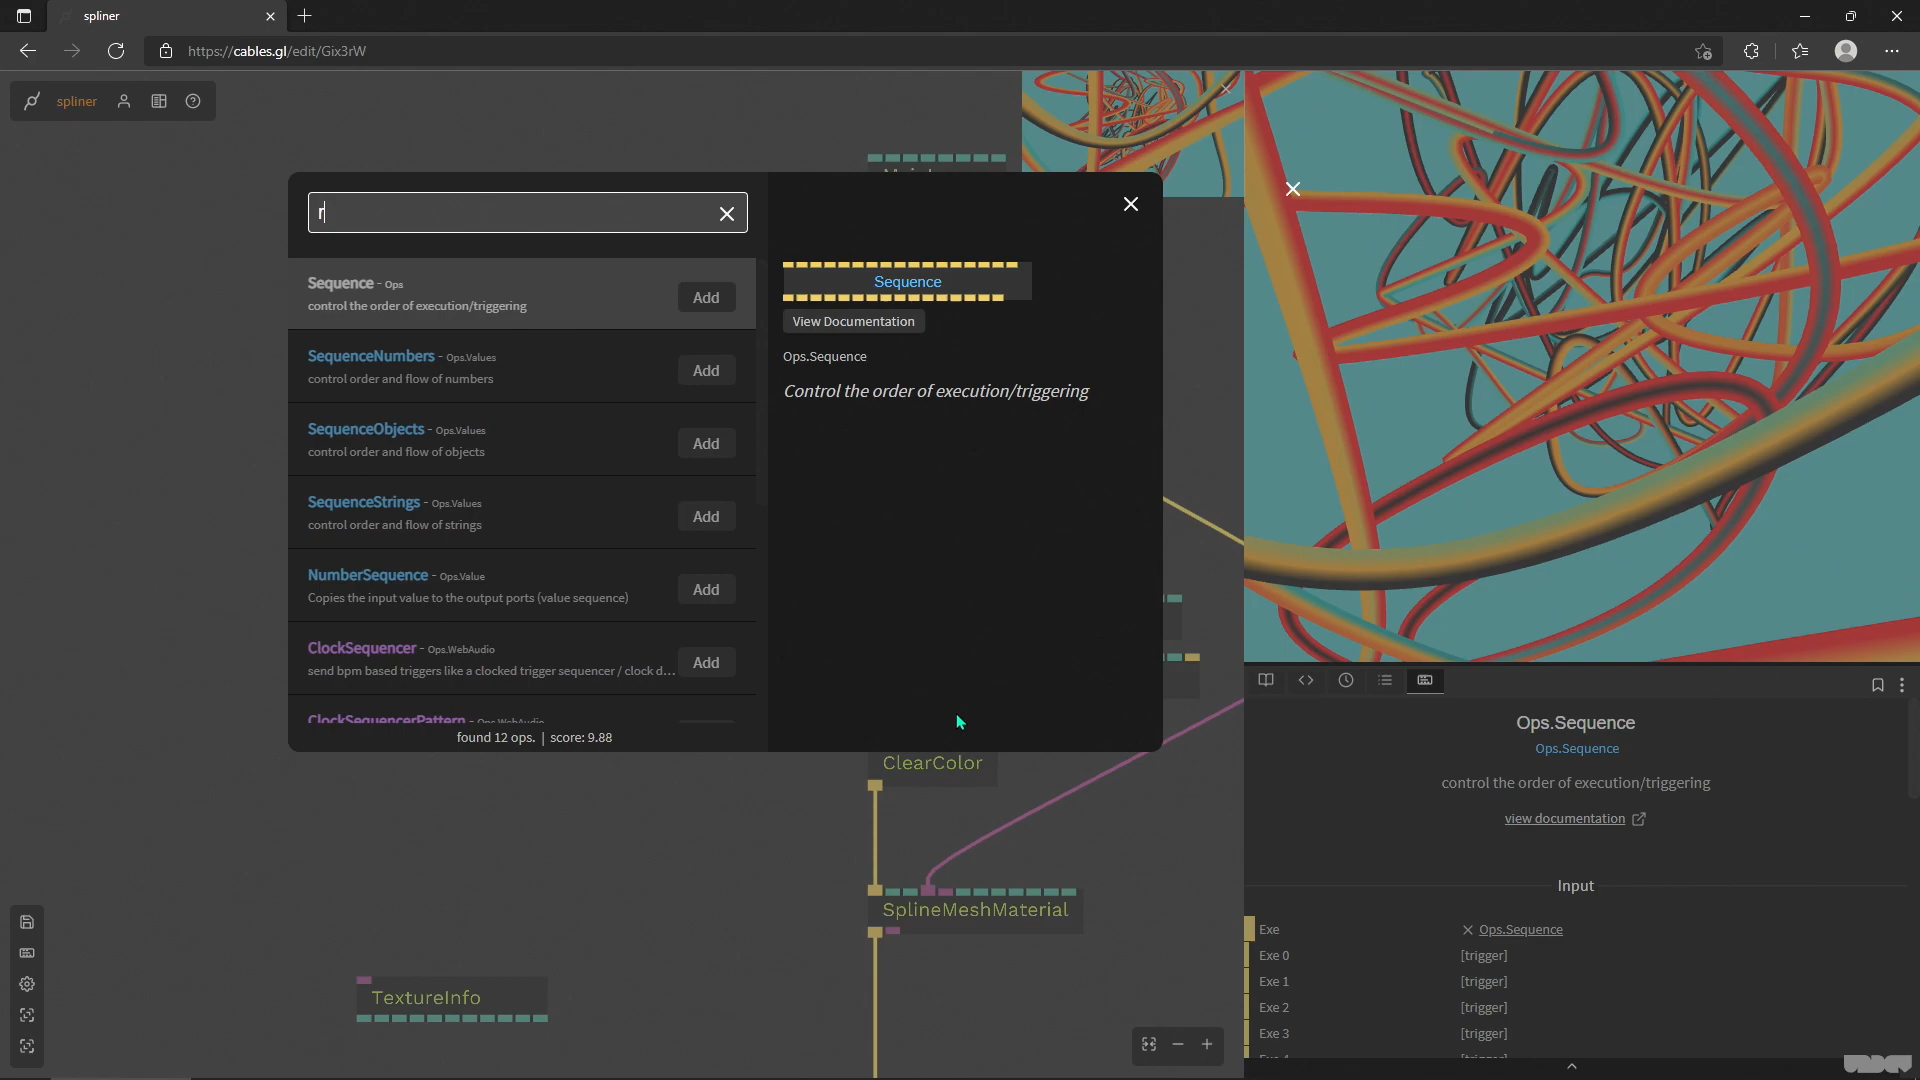 spliner
https://cables.gl/edit/Gix3rW
spliner
r
Sequence - Ops
control the order of execution/triggering
Add
SequenceNumbers - Ops.Values
control order and flow of numbers
Add
SequenceObjects - Ops.Values
control order and flow of objects
Add
SequenceStrings - Ops.Values
control order and flow of strings
Add
NumberSequence - Ops.Value
Copies the input value to the output ports (value sequence)
Add
ClockSequencer - Ops.WebAudio
send bpm based triggers like a clocked trigger sequencer / clock d...
Add
ClockSequencerPattern - Ops.WebAudio
found 12 ops. | score: 9.88
Sequence
View Documentation
Ops.Sequence
Control the order of execution/triggering
ClearColor
SplineMeshMaterial
TextureInfo
Ops.Sequence
Ops.Sequence
control the order of execution/triggering
view documentation
Input
Exe
Ops.Sequence
Exe 0
[trigger]
Exe 1
[trigger]
Exe 2
[trigger]
Exe 3
[trigger]